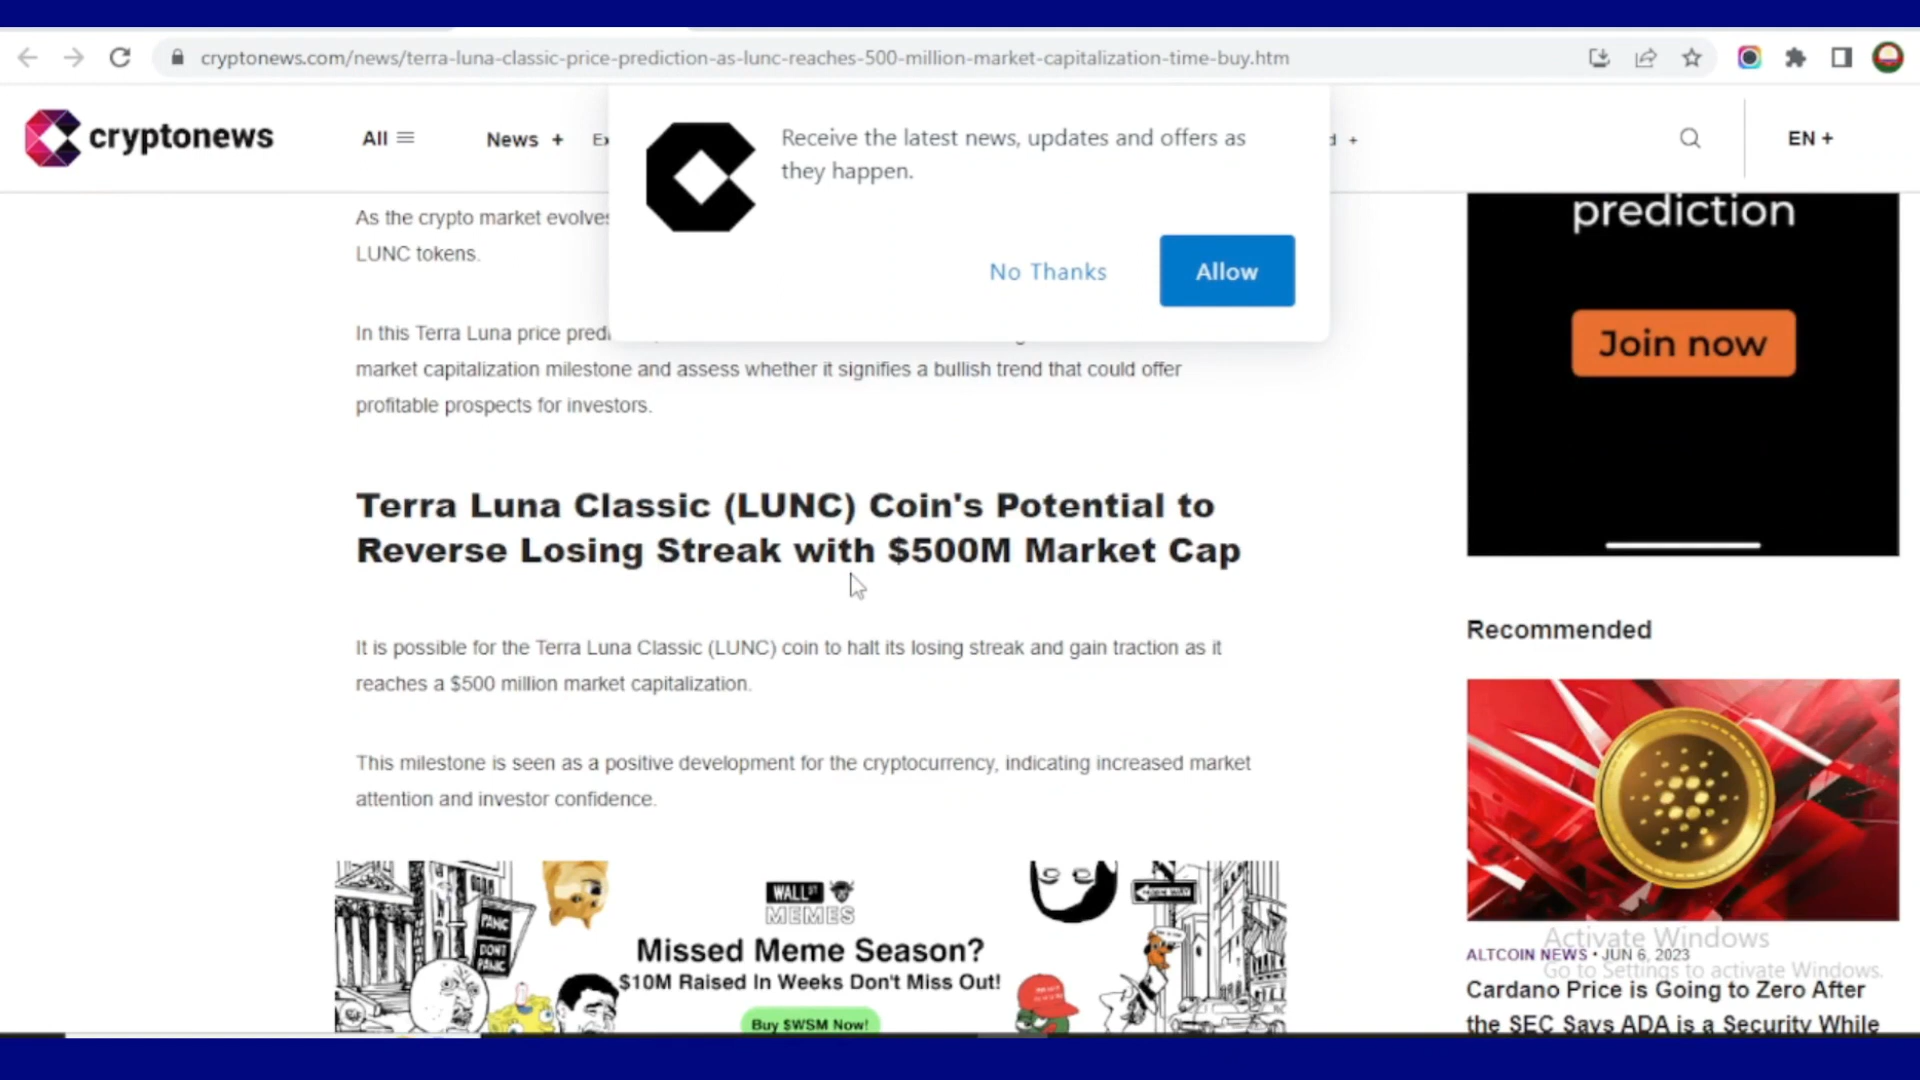 cryptonews.com/news/terra-luna-classic-price-prediction-as-lunc-reaches-500-million-market-capitalization-time-buy.htm
cryptonews
All
News +
Ex
d +
EN +
Receive the latest news, updates and offers as
they happen.
No Thanks
Allow
As the crypto market evolves
LUNC tokens.
In this Terra Luna price pred
market capitalization milestone and assess whether it signifies a bullish trend that could offer
profitable prospects for investors.
Terra Luna Classic (LUNC) Coin's Potential to
Reverse Losing Streak with $500M Market Cap
It is possible for the Terra Luna Classic (LUNC) coin to halt its losing streak and gain traction as it
reaches a $500 million market capitalization.
This milestone is seen as a positive development for the cryptocurrency, indicating increased market
attention and investor confidence.
PANIC
DONT
PANIC
WALL ST
MEMES
Missed Meme Season?
$10M Raised In Weeks Don't Miss Out!
Buy $WSM Now!
prediction
Join now
Recommended
ALTCOIN NEWS • JUN 6, 2023
Cardano Price is Going to Zero After
the SEC Says ADA is a Security While
Activate Windows
Go to Settings to activate Windows.